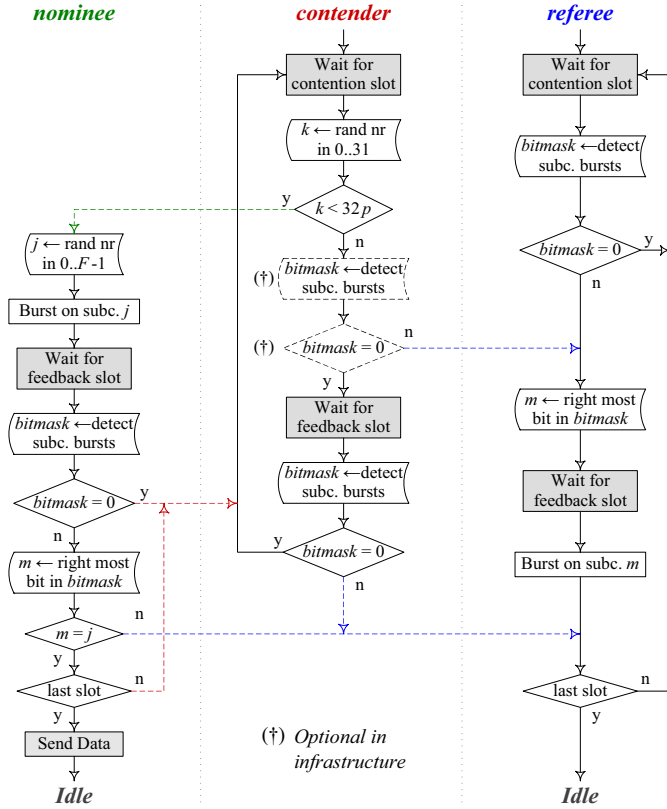 nominee
contender
referee
Wait for
contention slot
k ← rand nr
in 0..31
k < 32 p
y
n
(†)
bitmask ←detect
subc. bursts
(†)
bitmask = 0
n
y
Wait for
feedback slot
bitmask ←detect
subc. bursts
y
bitmask = 0
n
(†) Optional in
infrastructure
j ← rand nr
in 0..F -1
Burst on subc. j
Wait for
feedback slot
bitmask ←detect
subc. bursts
bitmask = 0
y
n
m ← right most
bit in bitmask
n
m = j
y
last slot
n
y
Send Data
Idle
Wait for
contention slot
bitmask ←detect
subc. bursts
bitmask = 0
y
n
m ← right most
bit in bitmask
Wait for
feedback slot
Burst on subc. m
last slot
n
y
Idle